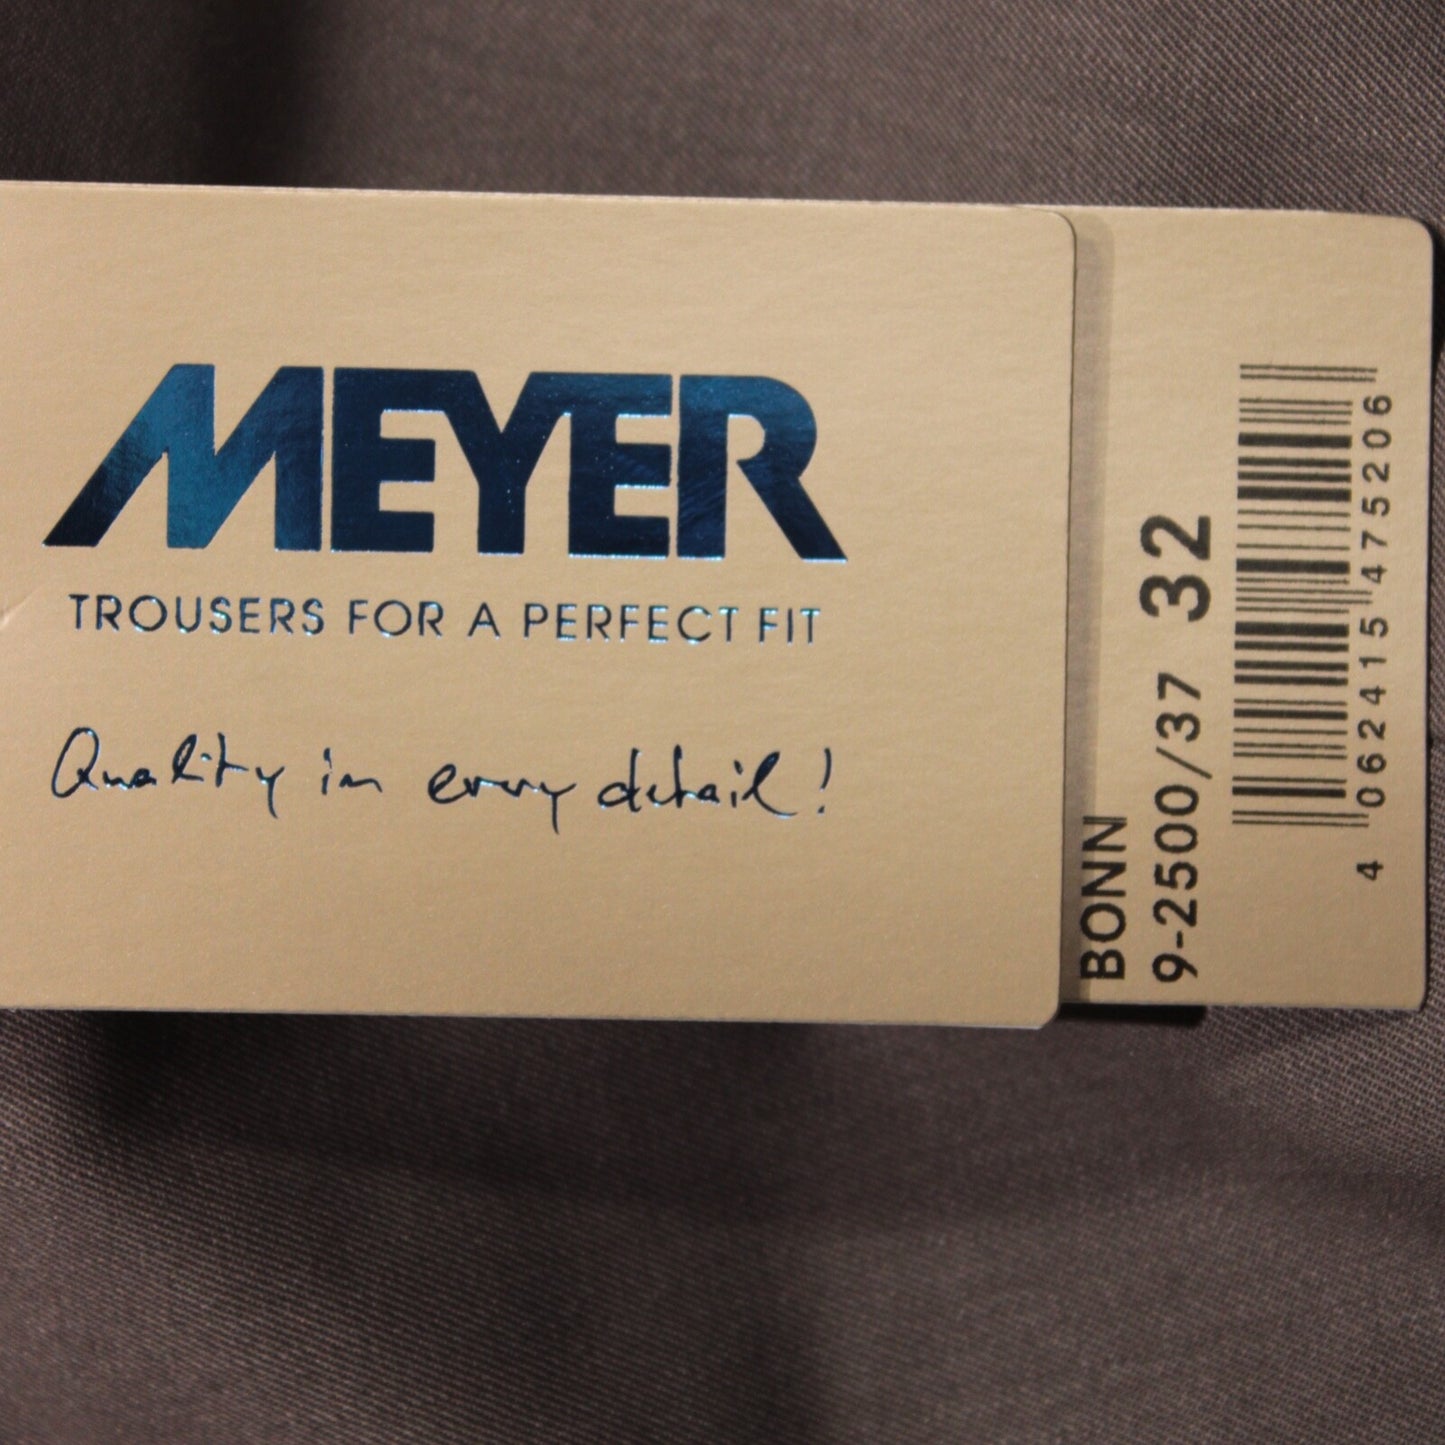 MEYER
TROUSERS FOR A PERFECT FIT
Quality in every detail!
BONN
9-2500/37 32
4 062415 475206